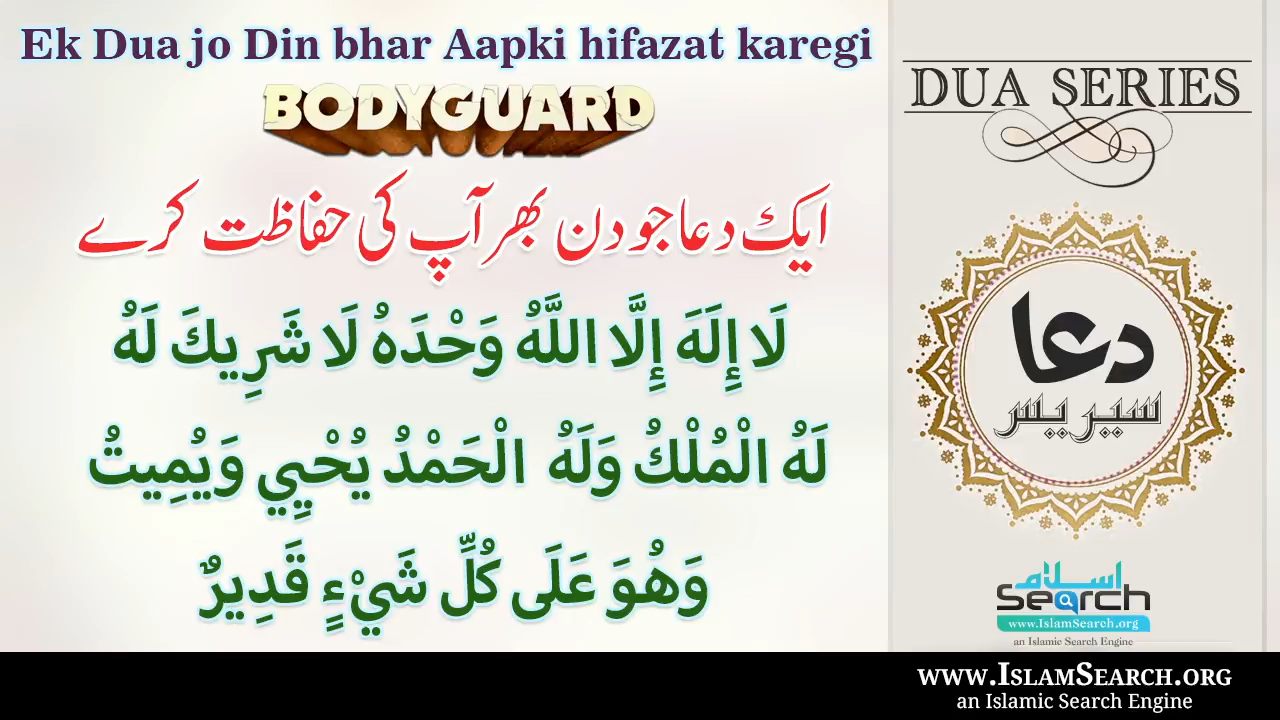 Ek Dua jo Din bhar Aapki hifazat karegi
BODYGUARD
ایک دعا جو دن بھر آپ کی حفاظت کرے
لَا إِلَهَ إِلَّا اللَّهُ وَحْدَهُ لَا شَرِيكَ لَهُ
لَهُ الْمُلْكُ وَلَهُ الْحَمْدُ يُحْيِي وَيُمِيتُ
وَهُوَ عَلَى كُلِّ شَيْءٍ قَدِيرٌ
DUA SERIES
دعا
سیریس
اسلام
Search
www.IslamSearch.org
an Islamic Search Engine
www.IslamSearch.org
an Islamic Search Engine